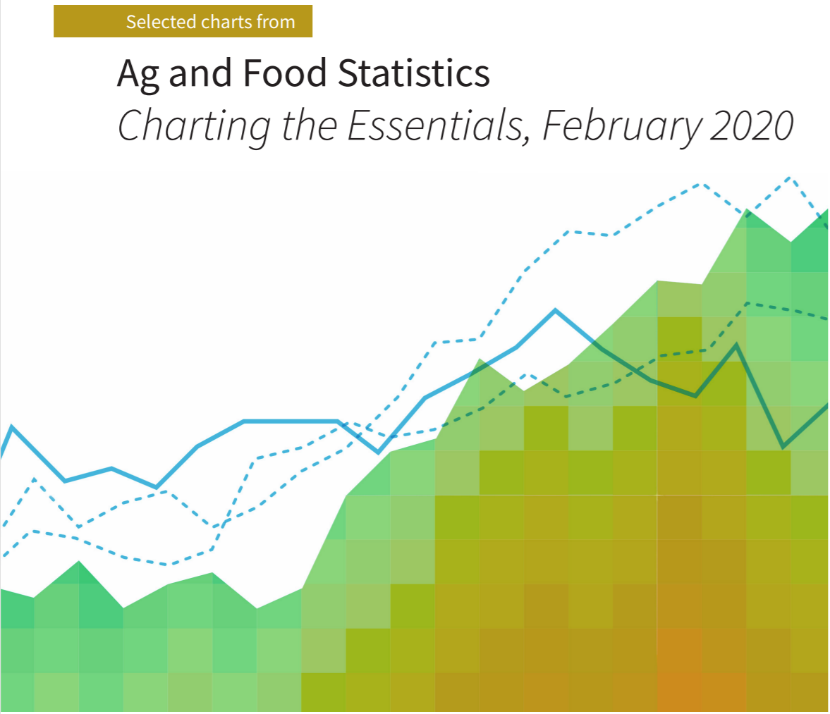 Selected charts from
Ag and Food Statistics
Charting the Essentials, February 2020